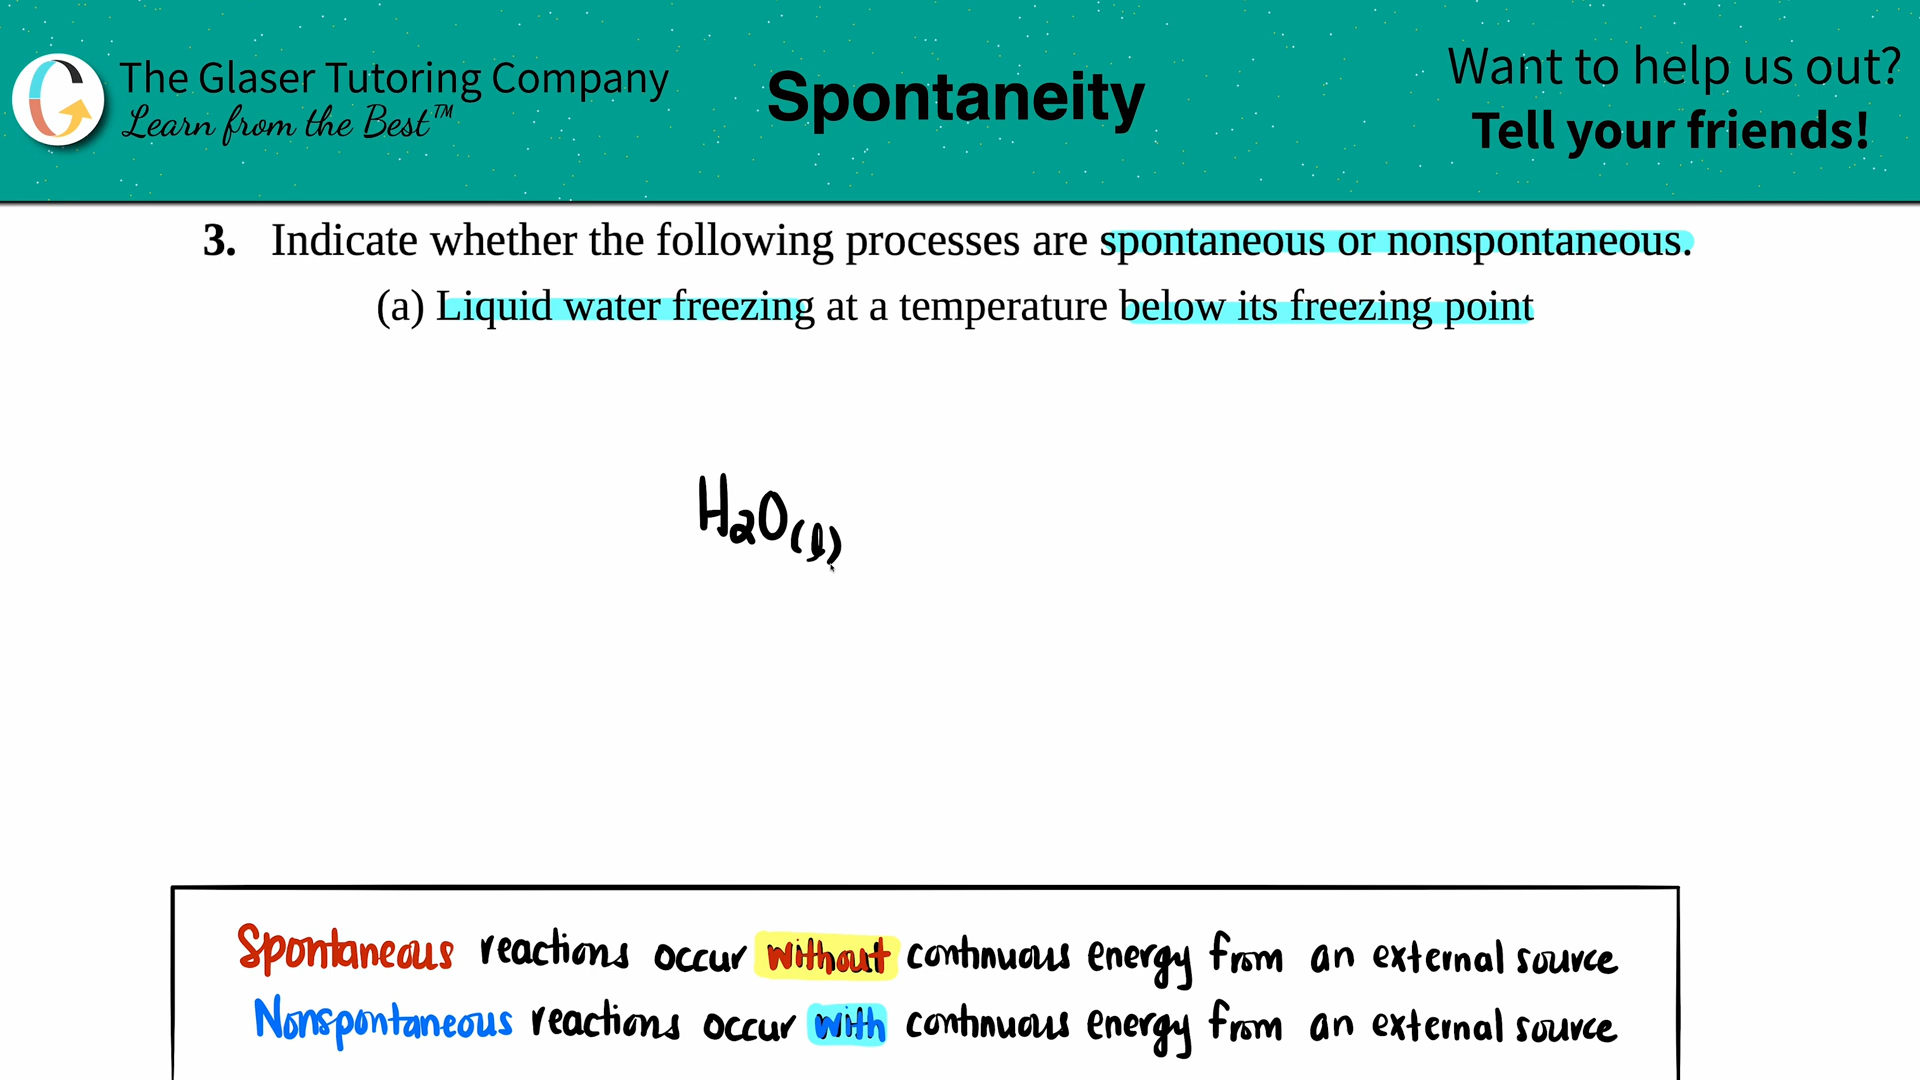 The Glaser Tutoring Company
Learn from the Best™
Spontaneity
Want to help us out?
Tell your friends!
3. Indicate whether the following processes are spontaneous or nonspontaneous.
(a) Liquid water freezing at a temperature below its freezing point
H₂O(l)
Spontaneous reactions occur without continuous energy from an external source
Nonspontaneous reactions occur with continuous energy from an external source